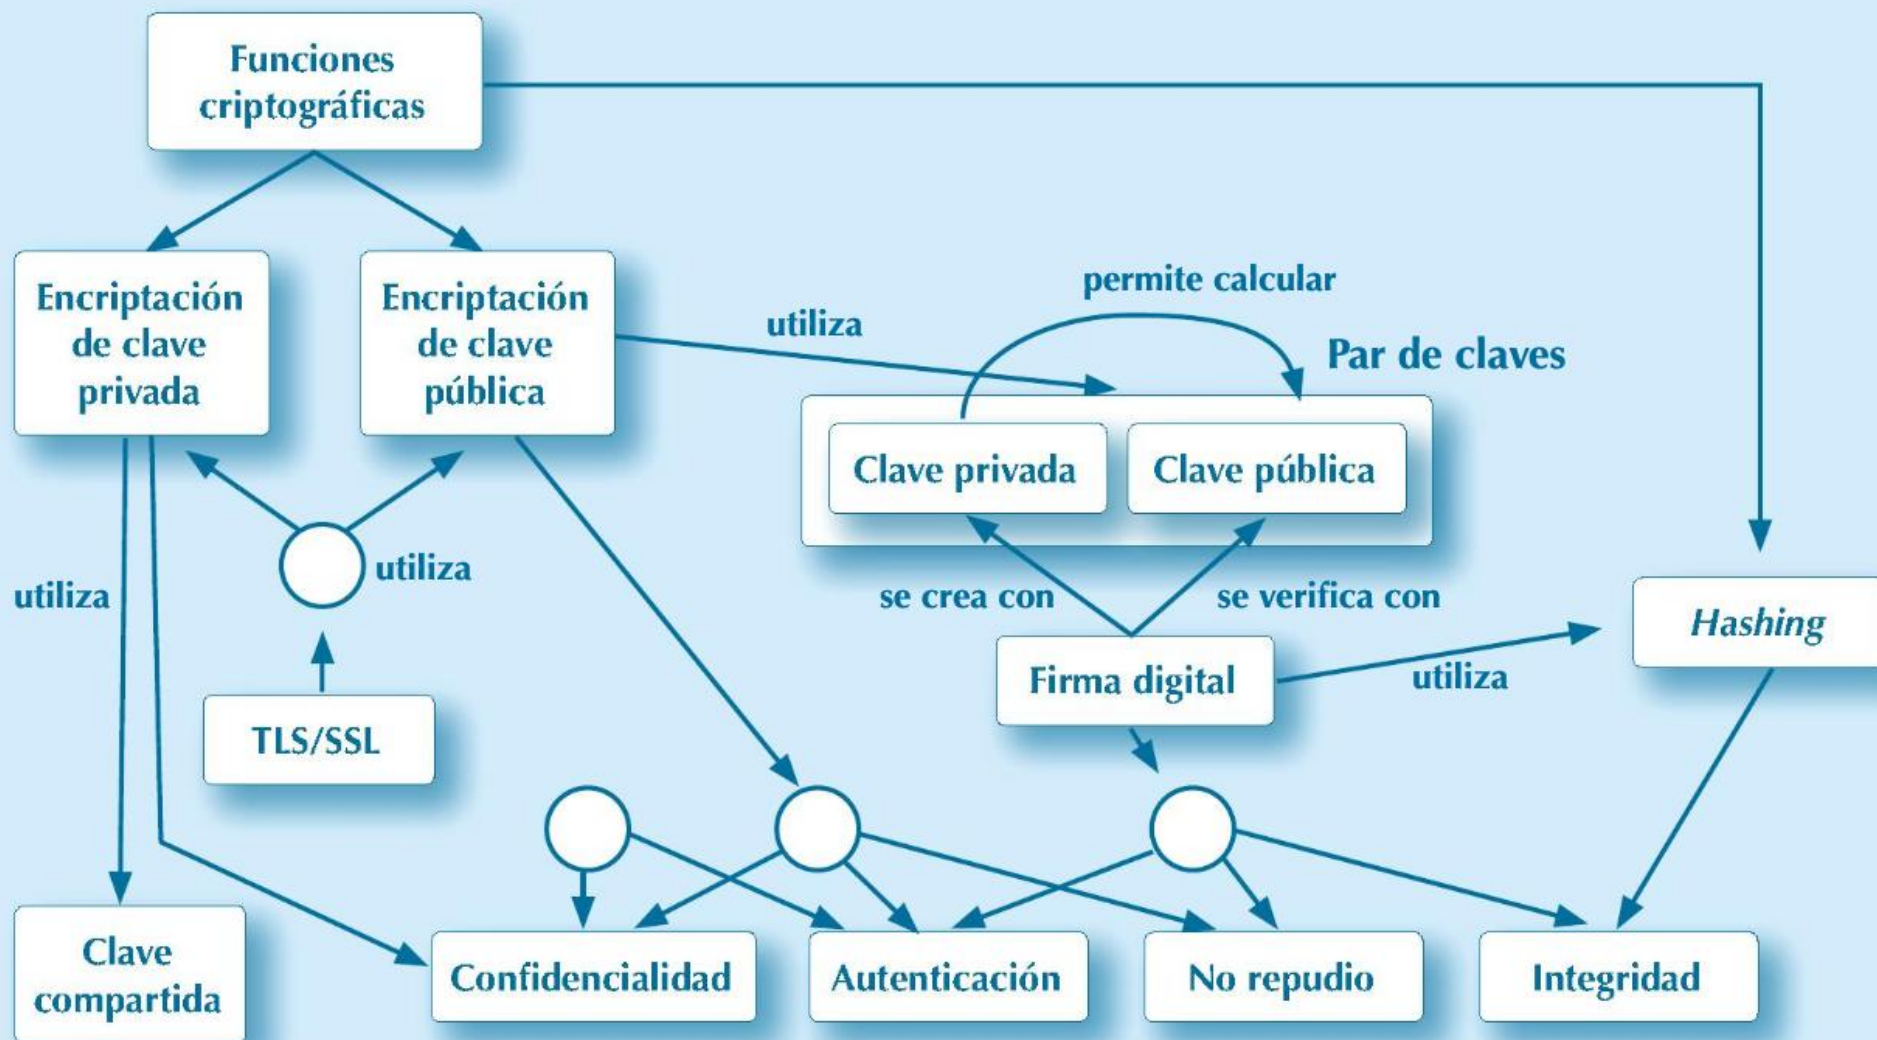 Funciones
criptográficas
Encriptación
de clave
privada
Encriptación
de clave
pública
utiliza
permite calcular
Par de claves
Clave privada
Clave pública
utiliza
utiliza
se crea con
se verifica con
Hashing
Firma digital
utiliza
TLS/SSL
Clave
compartida
Confidencialidad
Autenticación
No repudio
Integridad